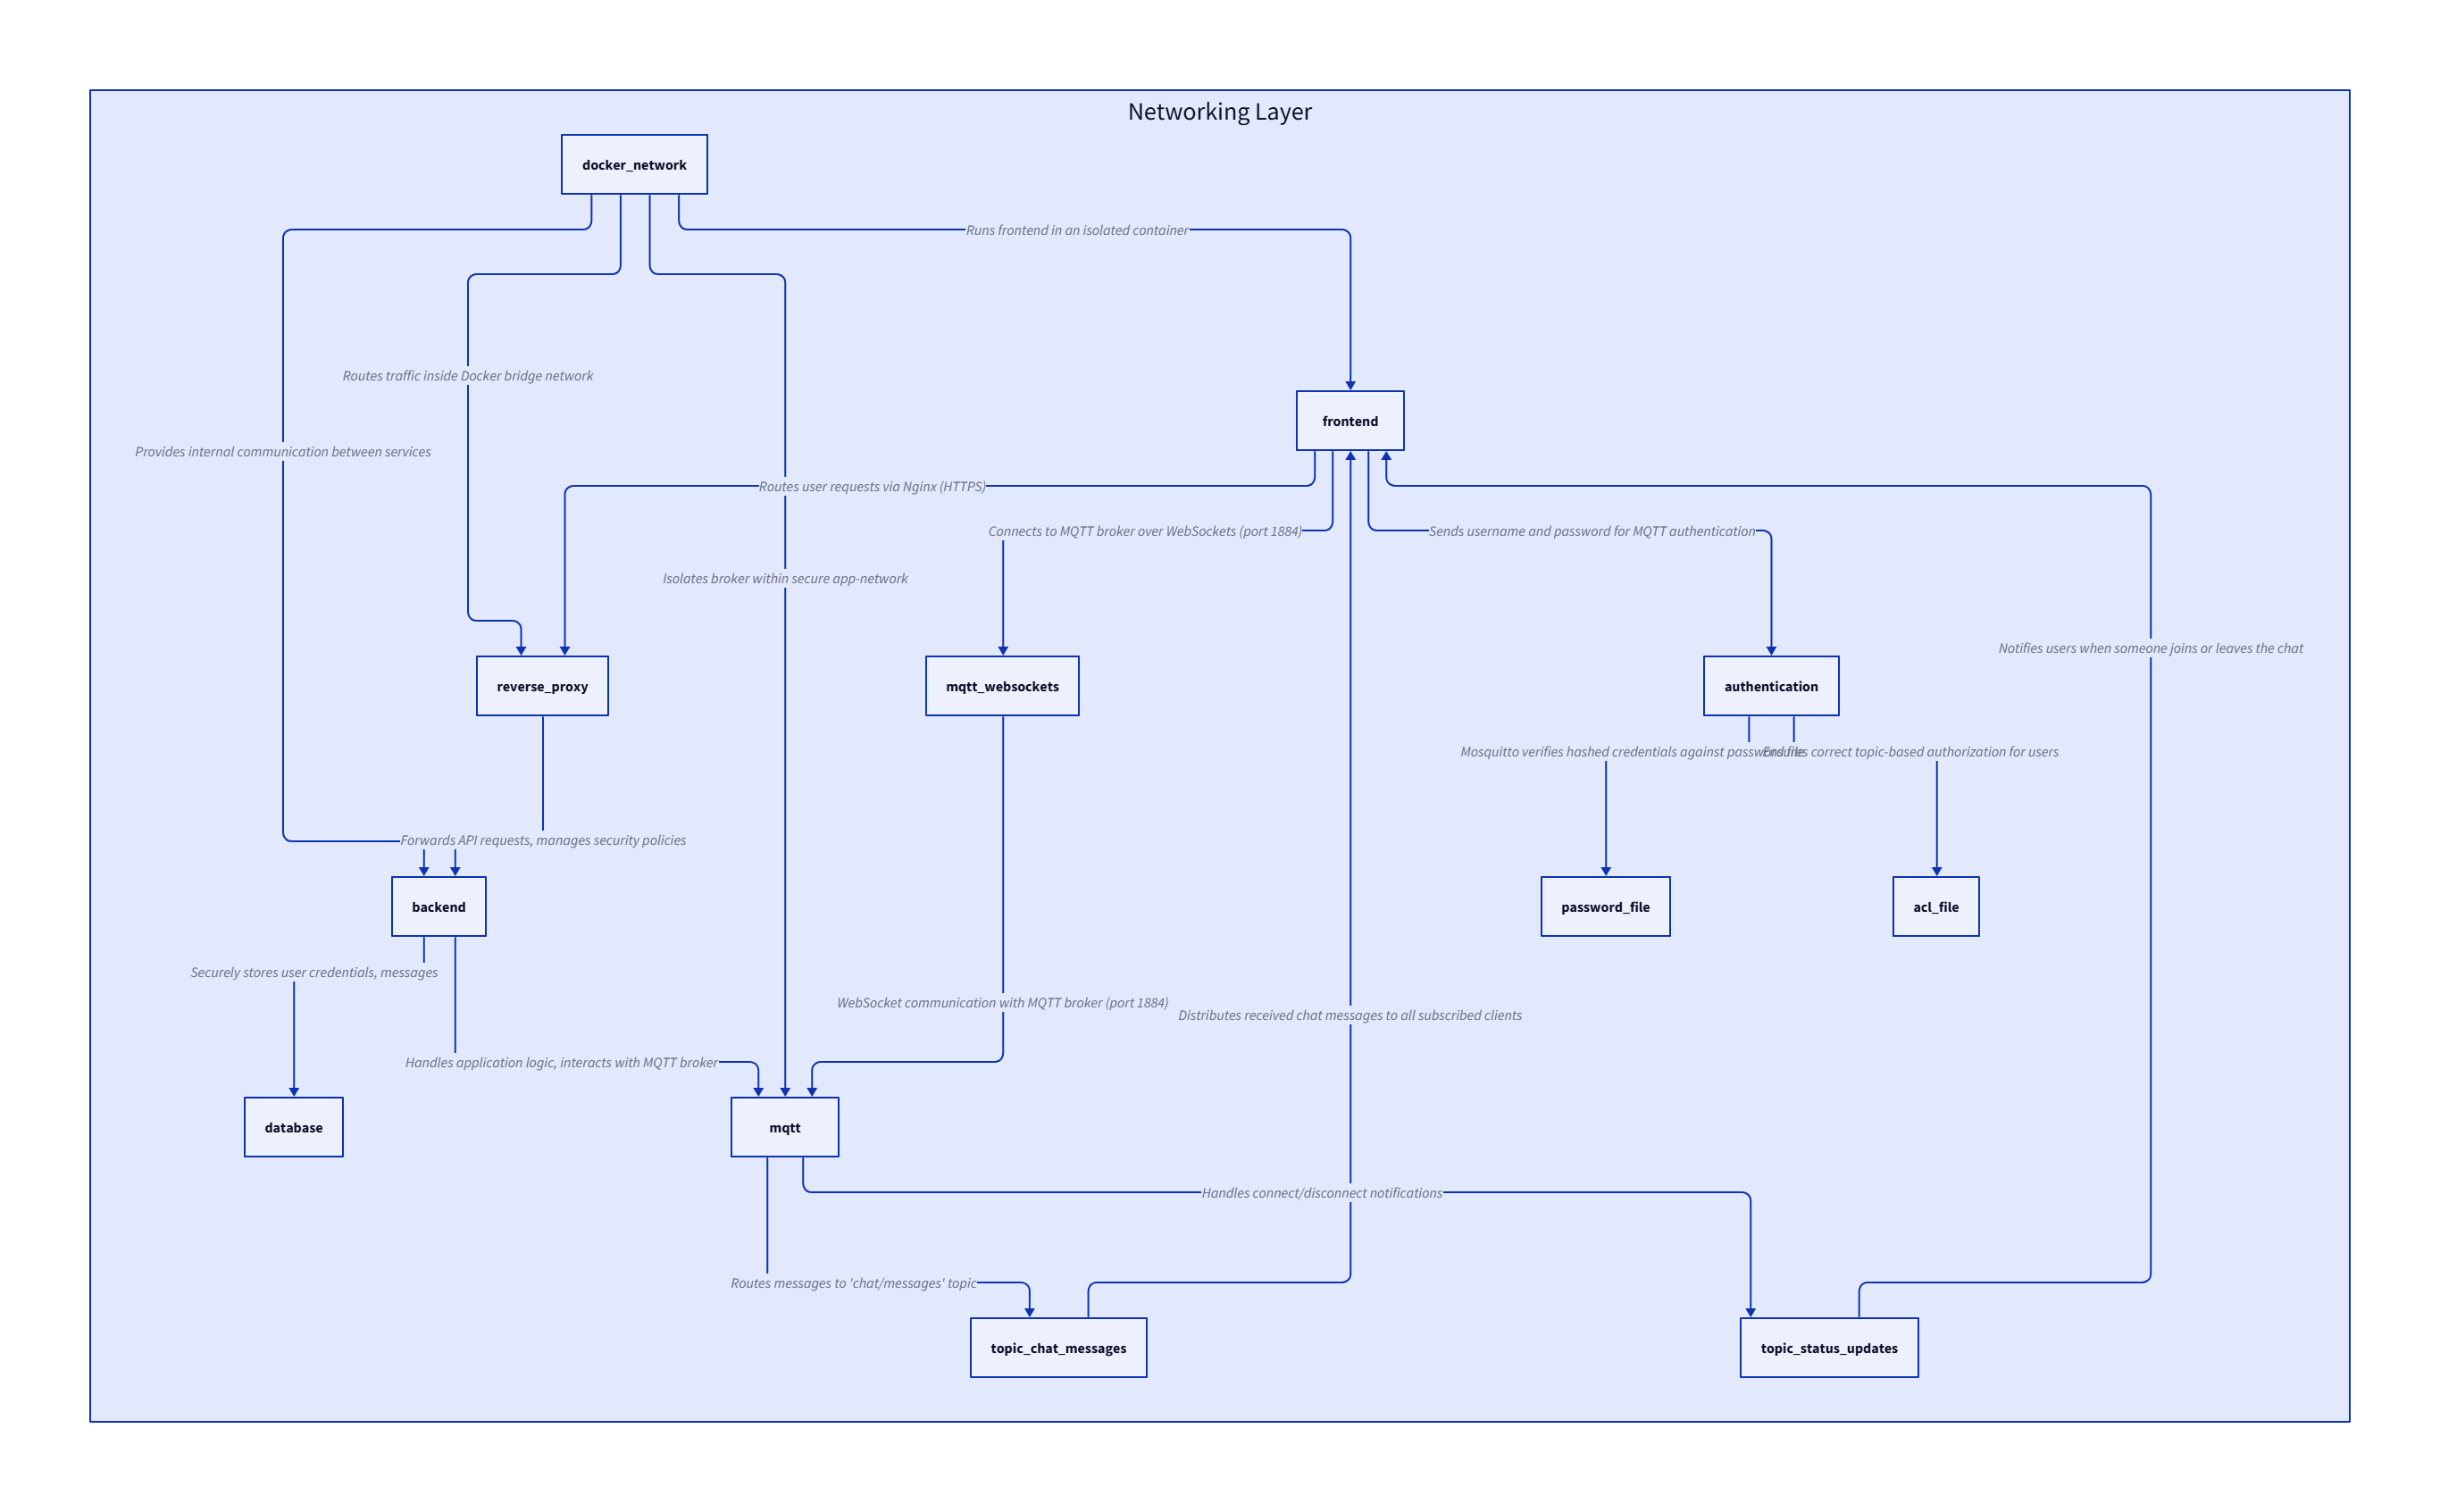 Networking Layer
docker_network
Runs frontend in an isolated container
Routes traffic inside Docker bridge network
frontend
Provides internal communication between services
Routes user requests via Nginx (HTTPS)
Connects to MQTT broker over WebSockets (port 1884)
Sends username and password for MQTT authentication
Isolates broker within secure app-network
Notifies users when someone joins or leaves the chat
reverse_proxy
mqtt_websockets
authentication
Mosquitto verifies hashed credentials against password file
Ensures correct topic-based authorization for users
Forwards API requests, manages security policies
backend
password_file
acl_file
Securely stores user credentials, messages
WebSocket communication with MQTT broker (port 1884)
Distributes received chat messages to all subscribed clients
Handles application logic, interacts with MQTT broker
database
mqtt
Handles connect/disconnect notifications
Routes messages to 'chat/messages' topic
topic_chat_messages
topic_status_updates